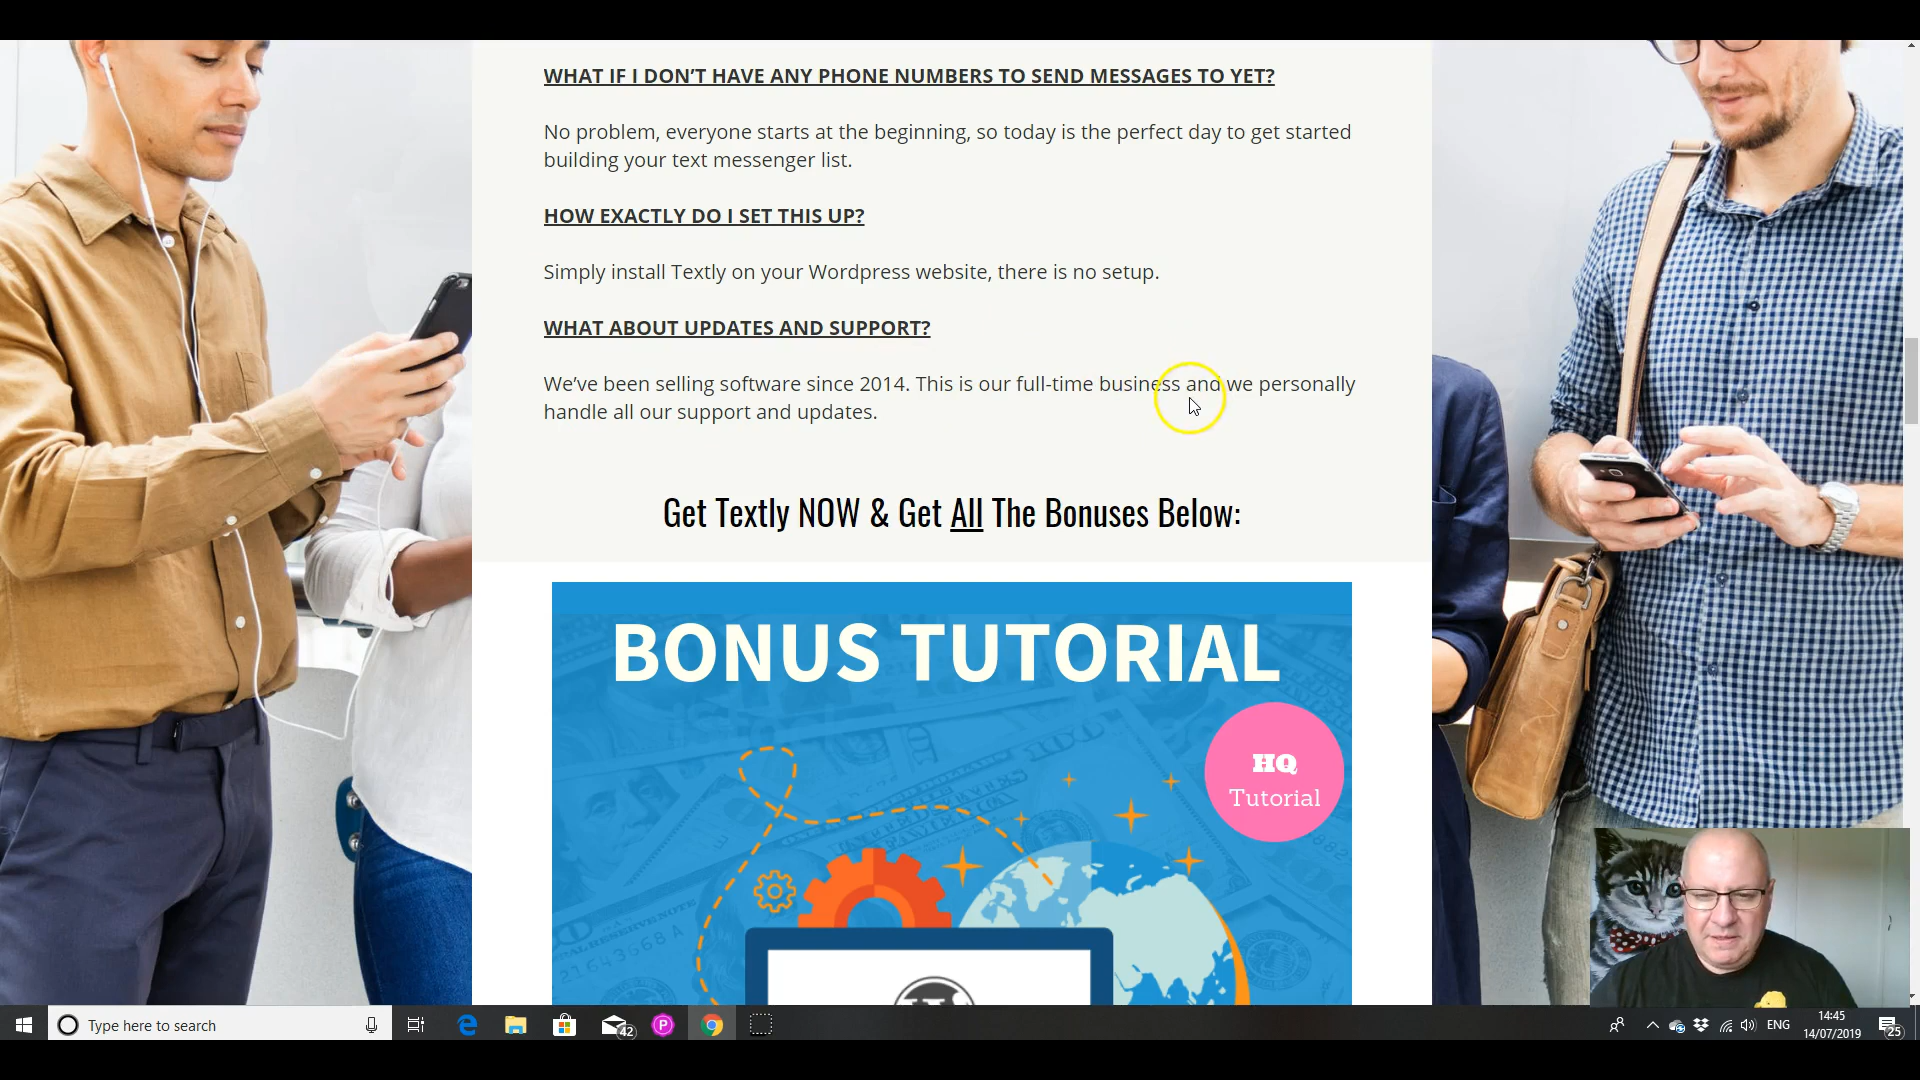 WHAT IF I DON’T HAVE ANY PHONE NUMBERS TO SEND MESSAGES TO YET?
No problem, everyone starts at the beginning, so today is the perfect day to get started
building your text messenger list.
HOW EXACTLY DO I SET THIS UP?
Simply install Textly on your Wordpress website, there is no setup.
WHAT ABOUT UPDATES AND SUPPORT?
We’ve been selling software since 2014. This is our full-time business and we personally
handle all our support and updates.
Get Textly NOW & Get All The Bonuses Below:
BONUS TUTORIAL
HQ
Tutorial
Type here to search
42
P
ENG
14:45
14/07/2019
25